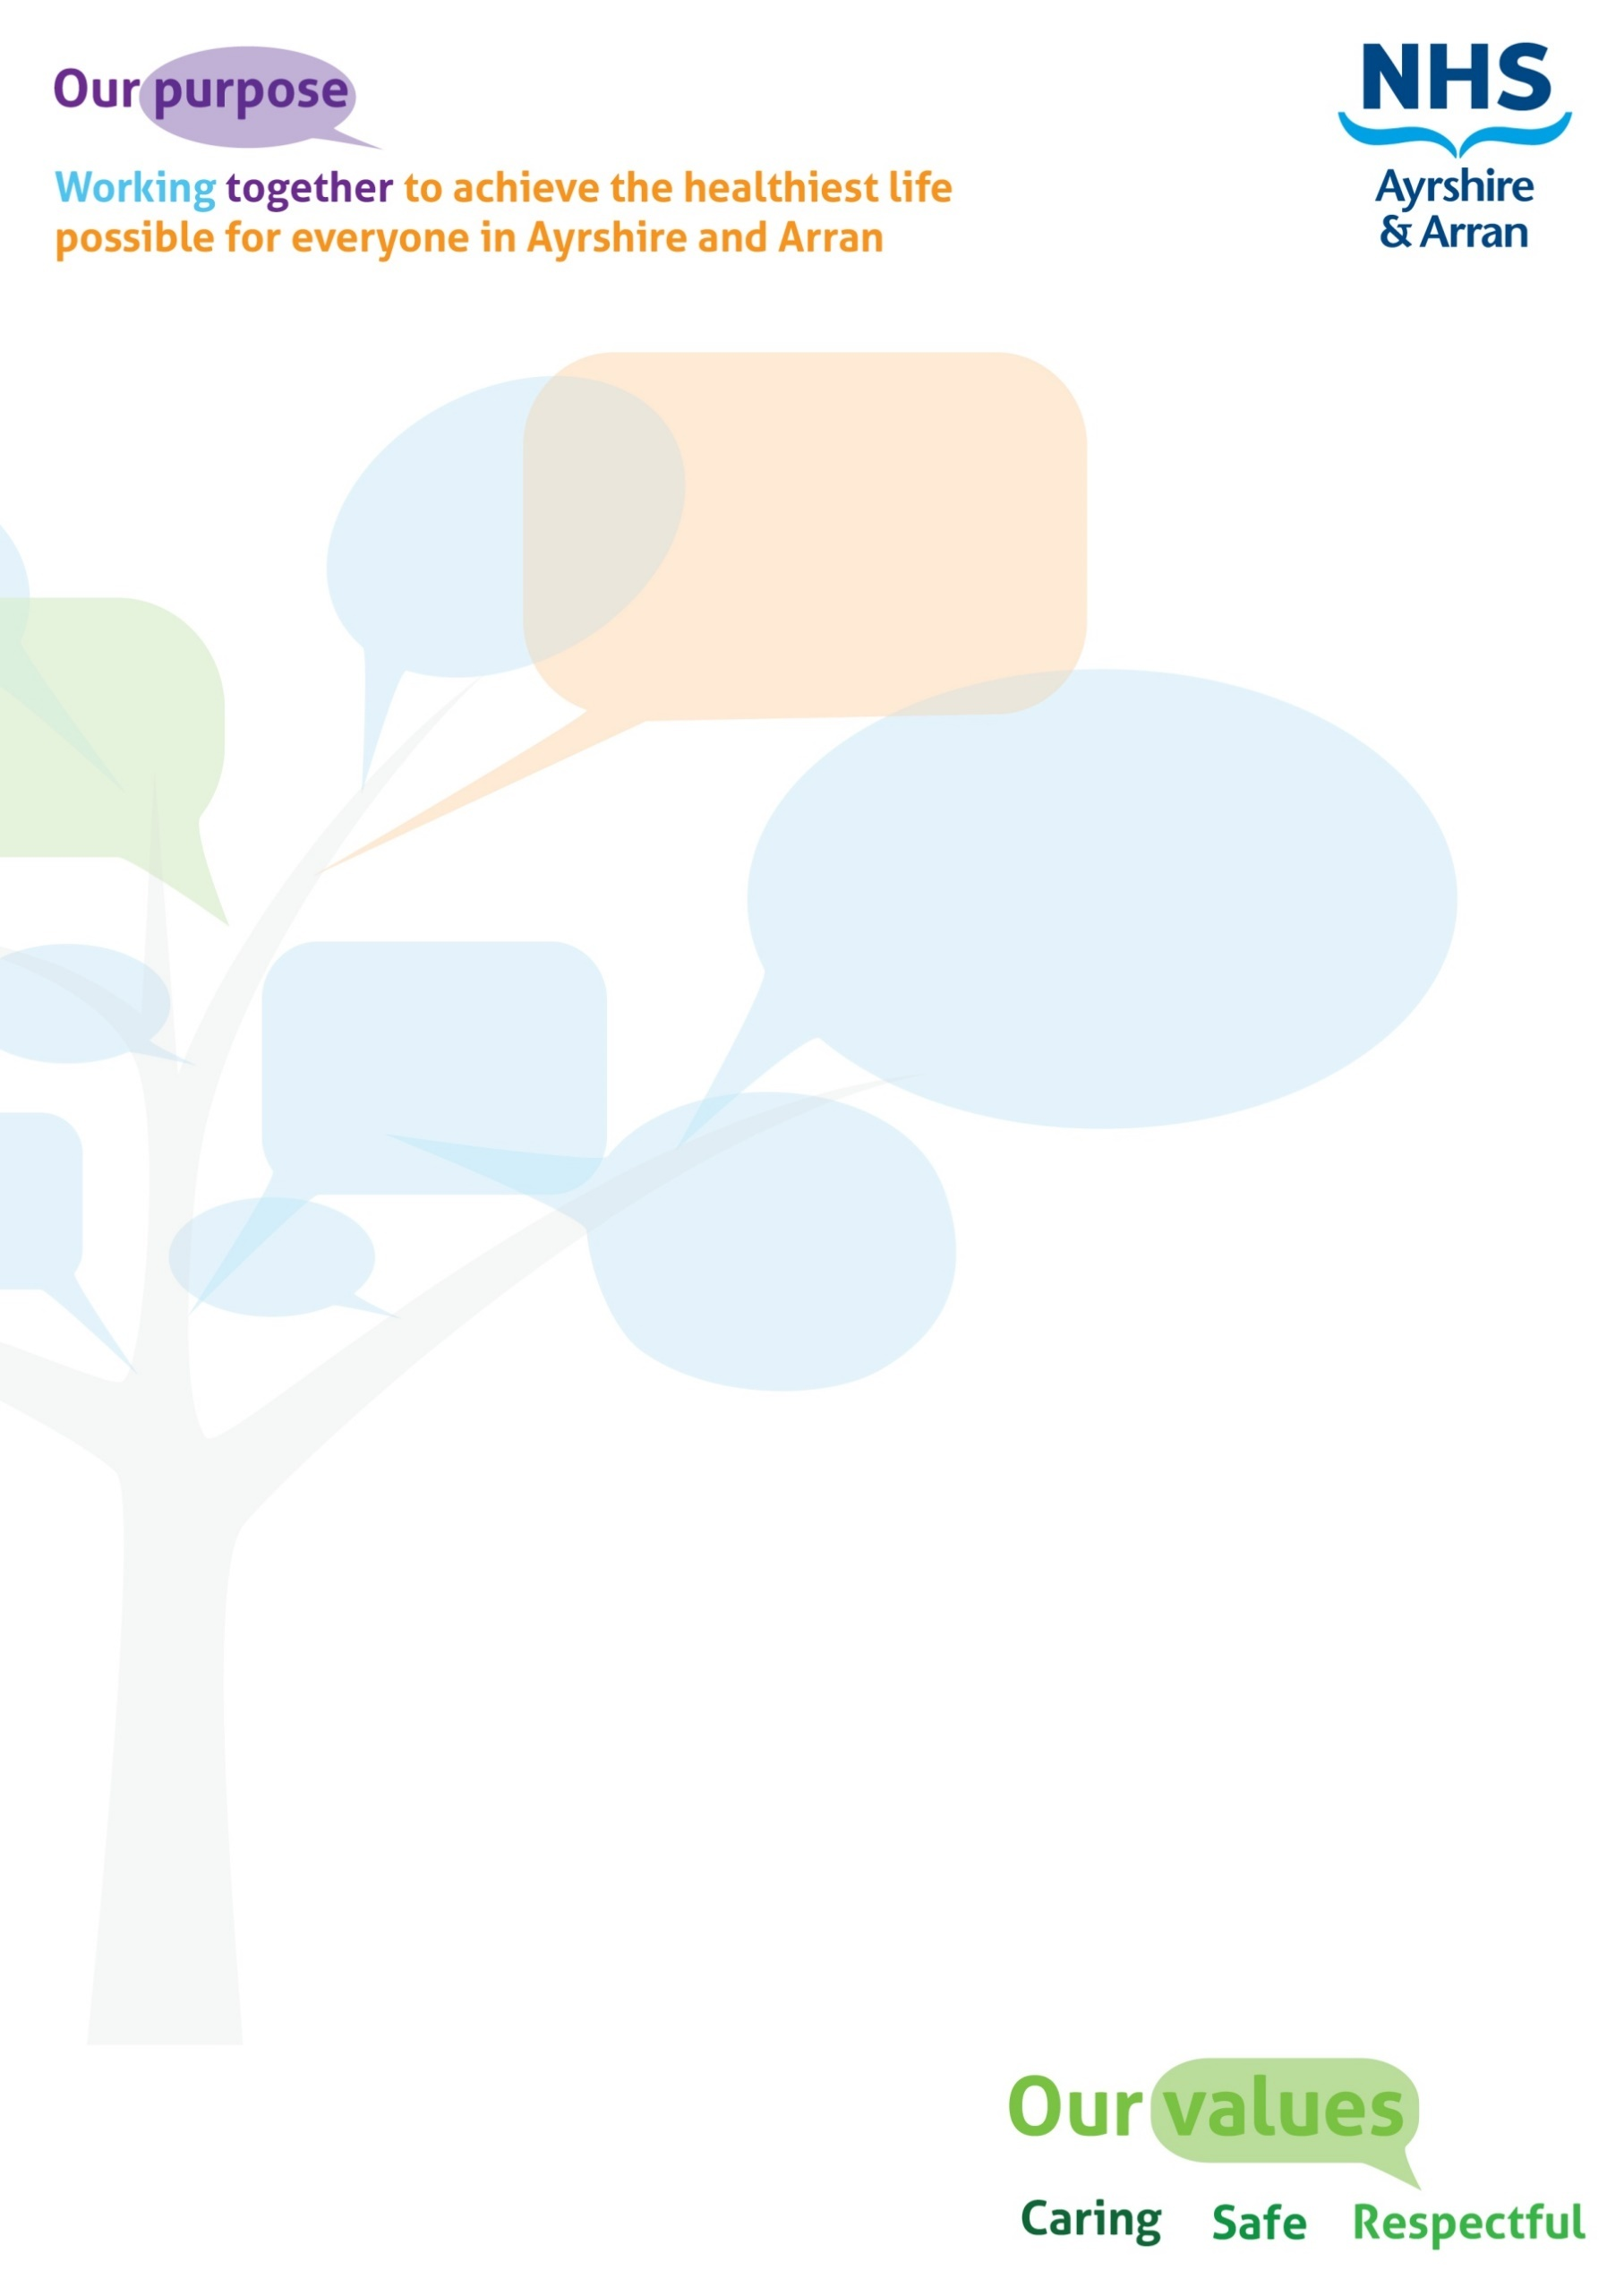 Our purpose
Working together to achieve the healthiest life
possible for everyone in Ayrshire and Arran
NHS
Ayrshire
& Arran
Our values
Caring Safe Respectful